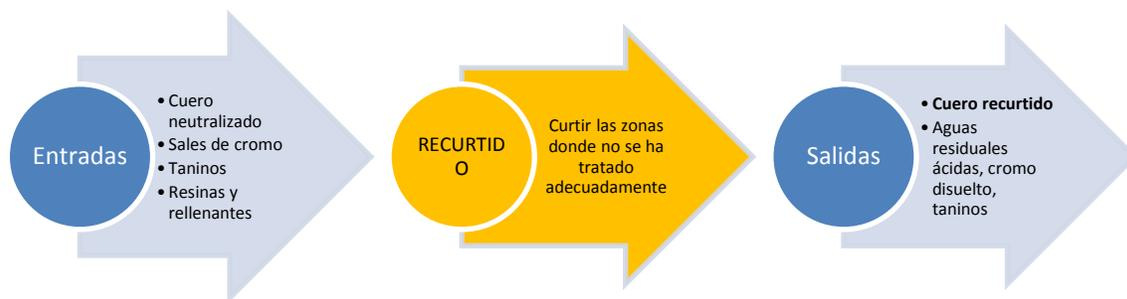 Entradas
• Cuero
neutralizado
• Sales de cromo
• Taninos
• Resinas y
rellenantes
RECURTID
O
Curtir las zonas
donde no se ha
tratado
adecuadamente
Salidas
• Cuero recurtido
• Aguas
residuales
ácidas, cromo
disuelto,
taninos